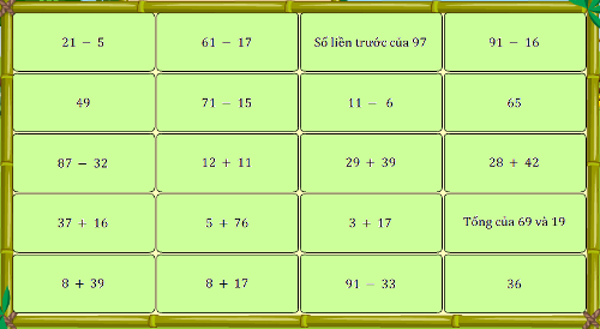 21 − 5 61 − 17 Số liền trước của 97 91 − 16
49 71 − 15 11 − 6 65
87 − 32 12 + 11 29 + 39 28 + 42
37 + 16 5 + 76 3 + 17 Tổng của 69 và 19
8 + 39 8 + 17 91 − 33 36